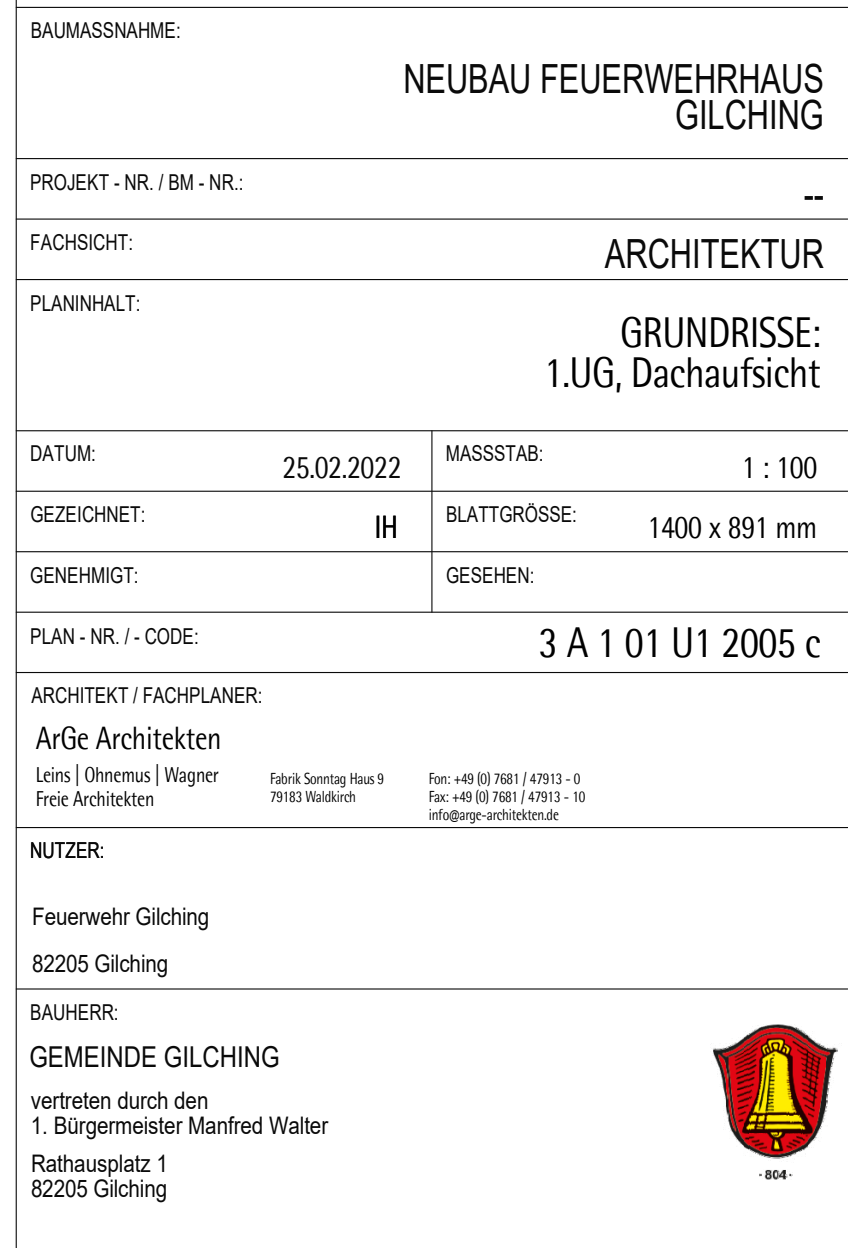 BAUMASSNAHME:
NEUBAU FEUERWEHRHAUS
GILCHING
PROJEKT - NR. / BM - NR.:
--
FACHSICHT:
ARCHITEKTUR
PLANINHALT:
GRUNDRISSE:
1.UG, Dachaufsicht
DATUM:
25.02.2022
MASSSTAB:
1 : 100
GEZEICHNET:
IH
BLATTGRÖSSE:
1400 x 891 mm
GENEHMIGT:
GESEHEN:
PLAN - NR. / - CODE:
3 A 1 01 U1 2005 c
ARCHITEKT / FACHPLANER:
ArGe Architekten
Leins | Ohnemus | Wagner
Freie Architekten
Fabrik Sonntag Haus 9
79183 Waldkirch
Fon: +49 (0) 7681 / 47913 - 0
Fax: +49 (0) 7681 / 47913 - 10
info@arge-architekten.de
NUTZER:
Feuerwehr Gilching
82205 Gilching
BAUHERR:
GEMEINDE GILCHING
vertreten durch den
1. Bürgermeister Manfred Walter
Rathausplatz 1
82205 Gilching
- 804 -